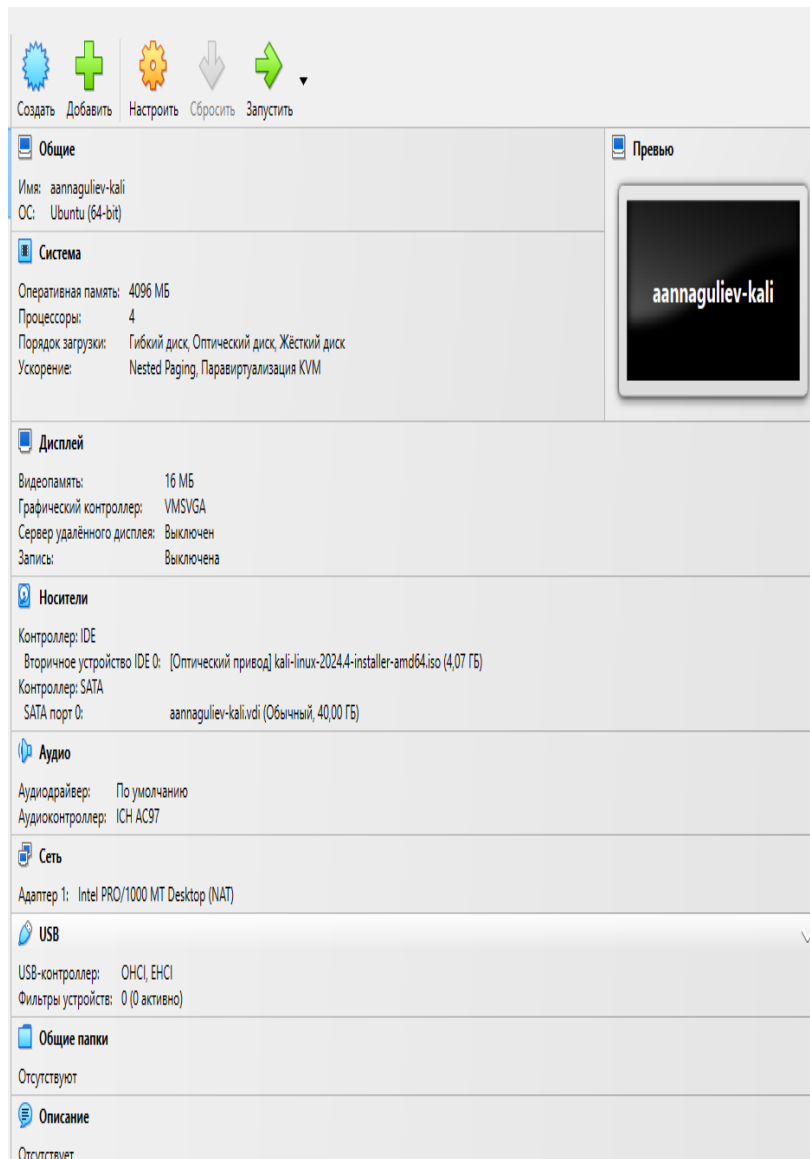 Создать Добавить Настроить Сбросить Запустить
Общие
Имя: aannaguliev-kali
ОС: Ubuntu (64-bit)
Превью
aannaguliev-kali
Система
Оперативная память: 4096 МБ
Процессоры: 4
Порядок загрузки: Гибкий диск, Оптический диск, Жёсткий диск
Ускорение: Nested Paging, Паравиртуализация KVM
Дисплей
Видеопамять: 16 МБ
Графический контроллер: VMSVGA
Сервер удалённого дисплея: Выключен
Запись: Выключена
Носители
Контроллер: IDE
Вторичное устройство IDE 0: [Оптический привод] kali-linux-2024.4-installer-amd64.iso (4,07 ГБ)
Контроллер: SATA
SATA порт 0: aannaguliev-kali.vdi (Обычный, 40,00 ГБ)
Аудио
Аудиодрайвер: По умолчанию
Аудиоконтроллер: ICH AC97
Сеть
Адаптер 1: Intel PRO/1000 MT Desktop (NAT)
USB
USB-контроллер: OHCI, EHCI
Фильтры устройств: 0 (0 активно)
Общие папки
Отсутствуют
Описание
Отсутствует